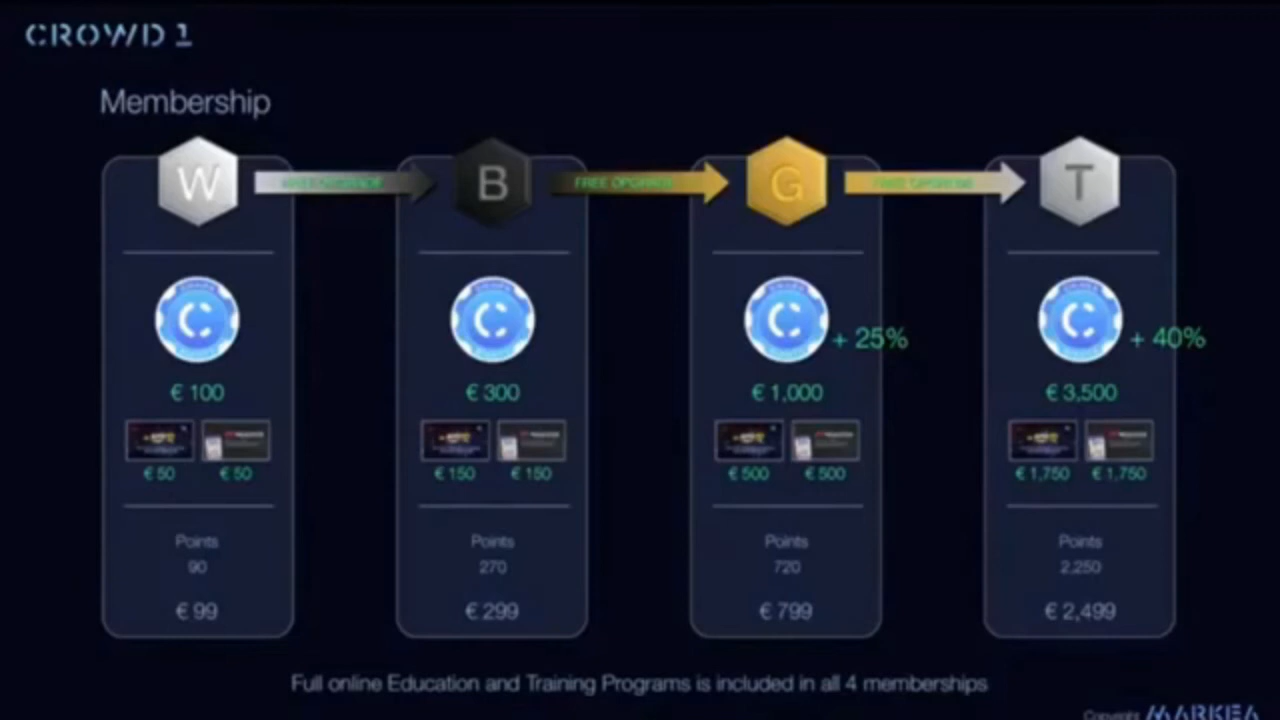 CROWD 1
Membership
W
B
G
T
FREE UPGRADE
FREE UPGRADE
FREE UPGRADE
C
C
C + 25%
C + 40%
€ 100
€ 300
€ 1,000
€ 3,500
€ 50 € 50
€ 150 € 150
€ 500 € 500
€ 1,750 € 1,750
Points
90
€ 99
Points
270
€ 299
Points
720
€ 799
Points
2,250
€ 2,499
Full online Education and Training Programs is included in all 4 memberships